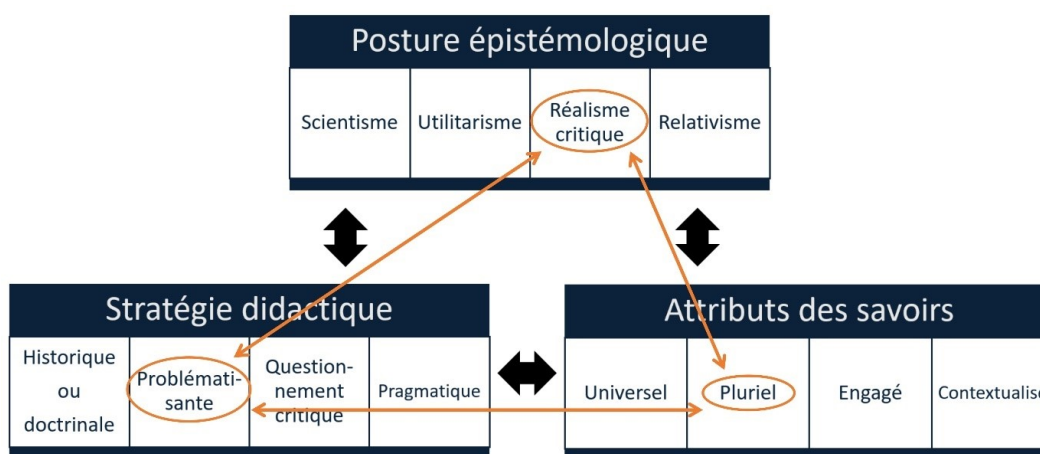 Posture épistémologique
Scientisme
Utilitarisme
Réalisme
critique
Relativisme
Stratégie didactique
Historique
ou
doctrinale
Problémati-
sante
Question-
nement
critique
Pragmatique
Attributs des savoirs
Universel
Pluriel
Engagé
Contextualisé